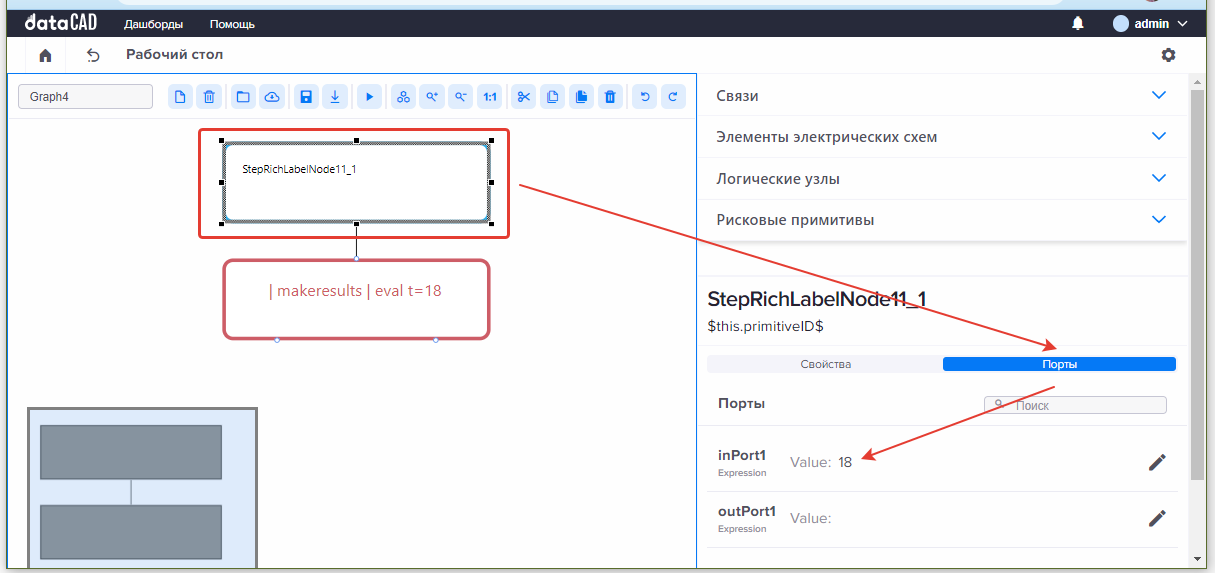 dataCAD Дашборды Помощь admin
Рабочий стол
Graph4 1:1
StepRichLabelNode11_1
| makeresults | eval t=18
Связи
Элементы электрических схем
Логические узлы
Рисковые примитивы
StepRichLabelNode11_1
$this.primitiveID$
Свойства Порты
Порты Поиск
inPort1 Value: 18
Expression
outPort1 Value:
Expression